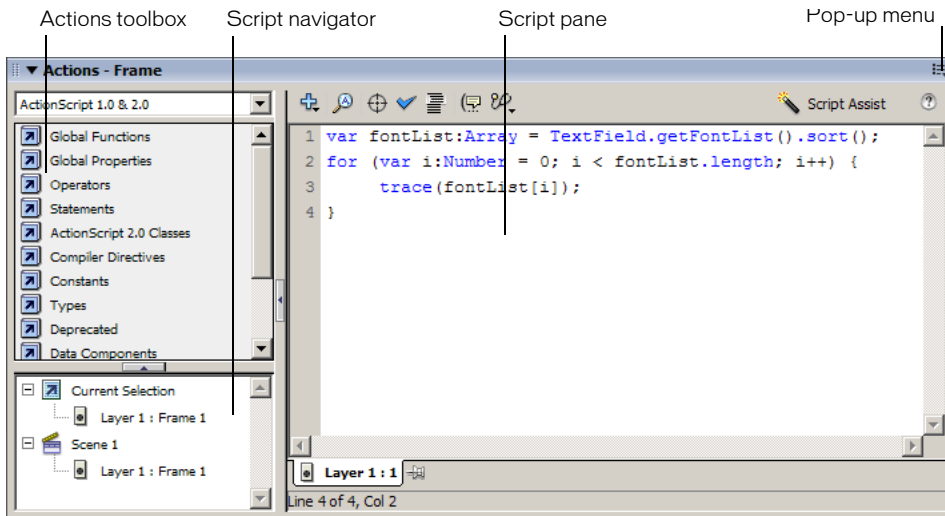 Actions toolbox
Script navigator
Script pane
Pop-up menu
Actions - Frame
ActionScript 1.0 & 2.0
Script Assist
?
Global Functions
Global Properties
Operators
Statements
ActionScript 2.0 Classes
Compiler Directives
Constants
Types
Deprecated
Data Components
1 var fontList:Array = TextField.getFontList().sort();
2 for (var i:Number = 0; i < fontList.length; i++) {
3 trace(fontList[i]);
4 }
Current Selection
Layer 1 : Frame 1
Scene 1
Layer 1 : Frame 1
Layer 1 : 1
Line 4 of 4, Col 2